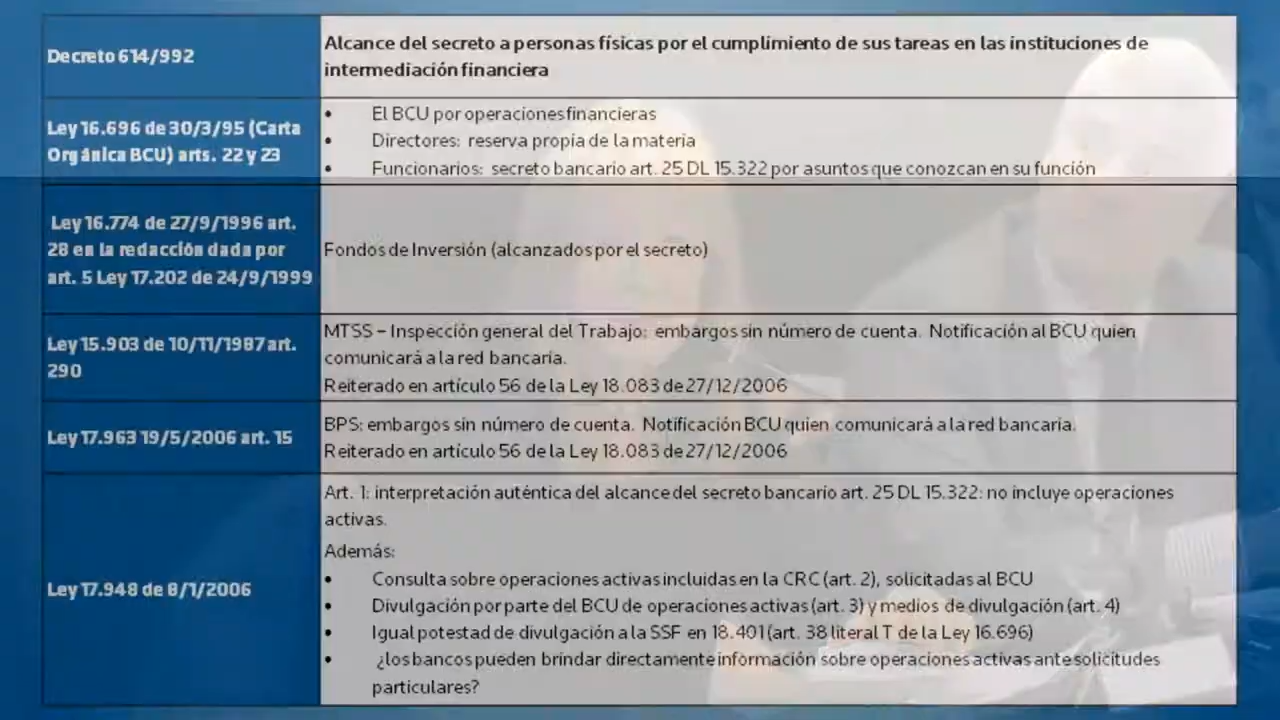 Decreto 614/992
Alcance del secreto a personas físicas por el cumplimiento de sus tareas en las instituciones de
intermediación financiera
Ley 16.696 de 30/3/95 (Carta
Orgánica BCU) arts. 22 y 23
• El BCU por operaciones financieras
• Directores: reserva propia de la materia
• Funcionarios: secreto bancario art. 25 DL 15.322 por asuntos que conozcan en su función
Ley 16.774 de 27/9/1996 art.
28 en la redacción dada por
art. 5 Ley 17.202 de 24/9/1999
Fondos de Inversión (alcanzados por el secreto)
Ley 15.903 de 10/11/1987 art.
290
MTSS – Inspección general del Trabajo: embargos sin número de cuenta. Notificación al BCU quien
comunicará a la red bancaria.
Reiterado en artículo 56 de la Ley 18.083 de 27/12/2006
Ley 17.963 19/5/2006 art. 15
BPS: embargos sin número de cuenta. Notificación BCU quien comunicará a la red bancaria.
Reiterado en artículo 56 de la Ley 18.083 de 27/12/2006
Ley 17.948 de 8/1/2006
Art. 1: interpretación auténtica del alcance del secreto bancario art. 25 DL 15.322: no incluye operaciones
activas.
Además:
• Consulta sobre operaciones activas incluidas en la CRC (art. 2), solicitadas al BCU
• Divulgación por parte del BCU de operaciones activas (art. 3) y medios de divulgación (art. 4)
• Igual potestad de divulgación a la SSF en 18.401 (art. 38 literal T de la Ley 16.696)
• ¿los bancos pueden brindar directamente información sobre operaciones activas ante solicitudes
particulares?